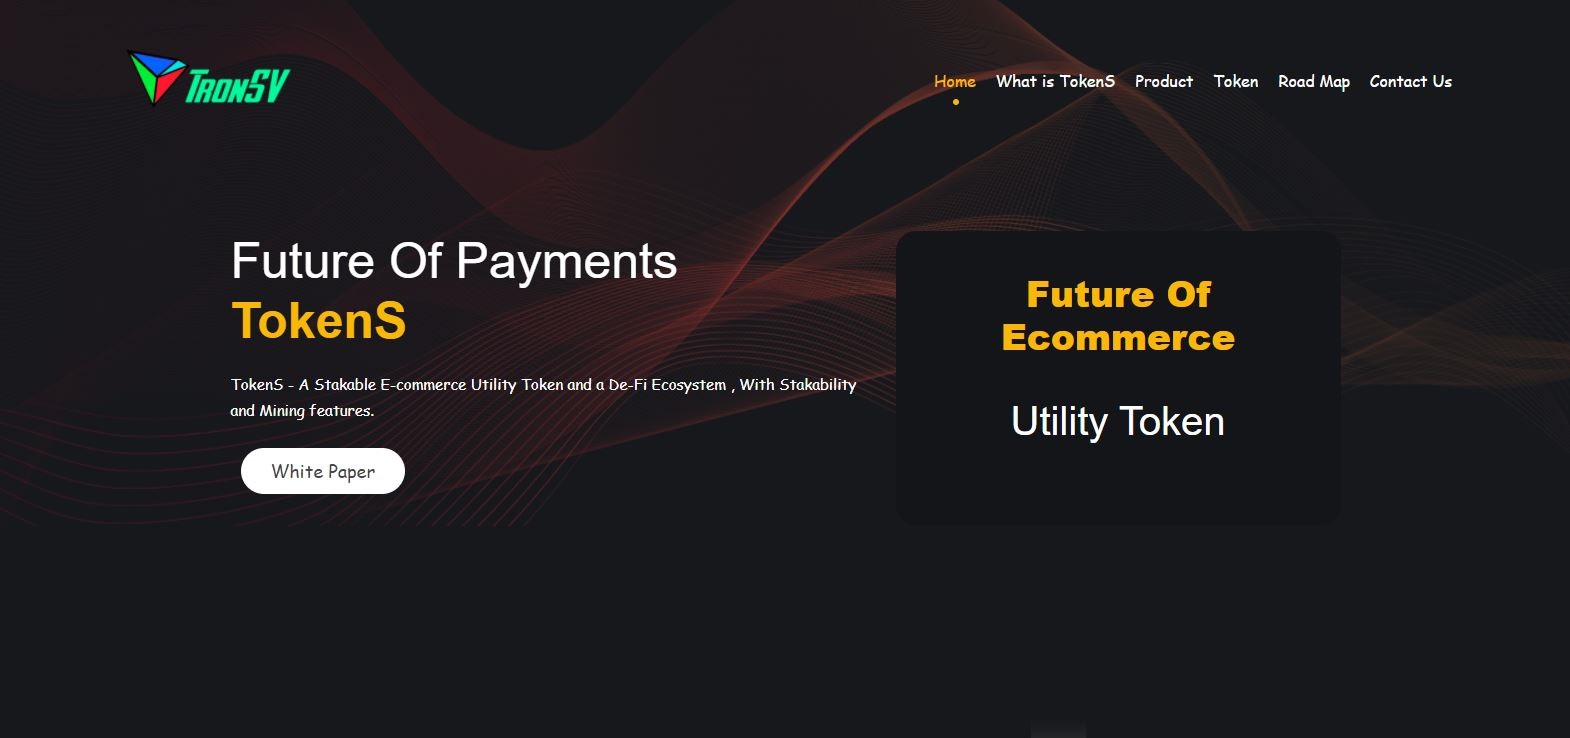 TRONSV
Home What is TokenS Product Token Road Map Contact Us
Future Of Payments
TokenS
TokenS - A Stakable E-commerce Utility Token and a De-Fi Ecosystem , With Stakability
and Mining features.
White Paper
Future Of
Ecommerce
Utility Token